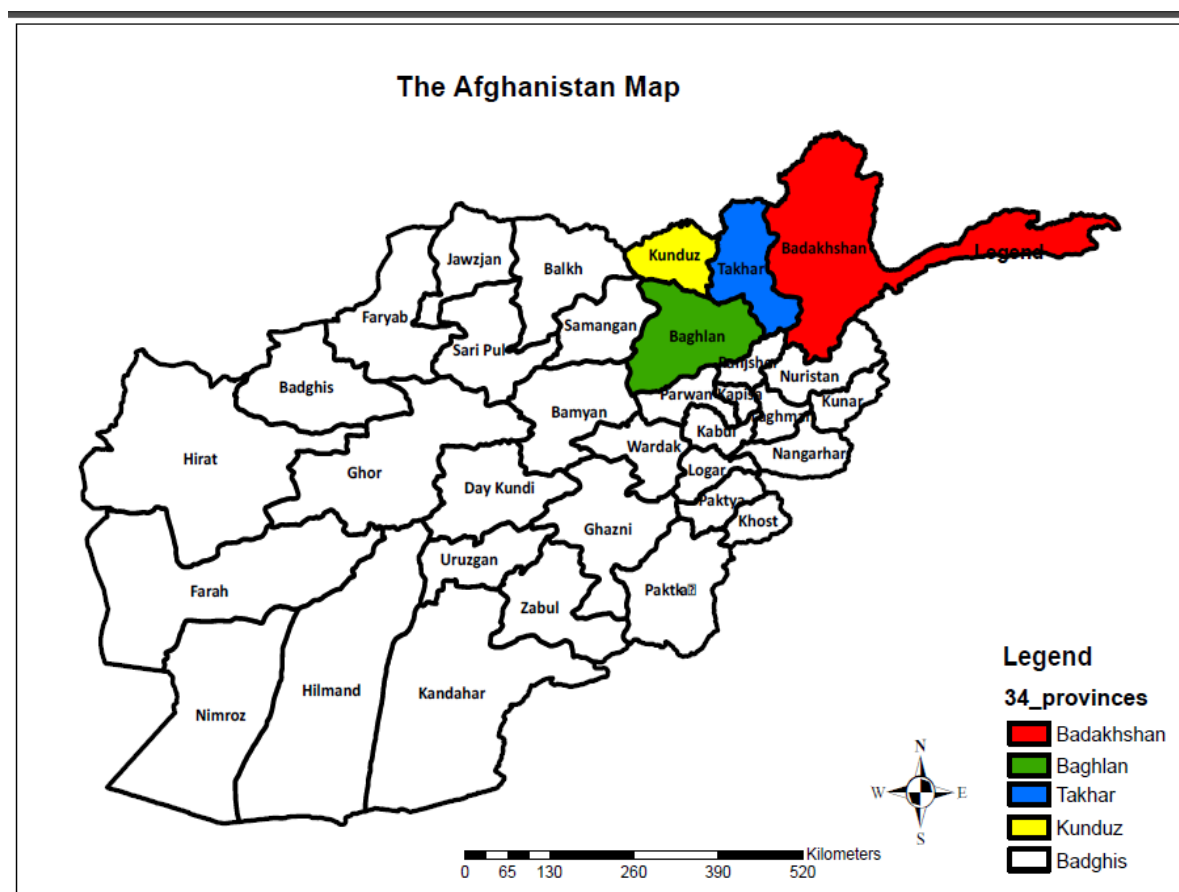 The Afghanistan Map
Badakhshan
Legend
Kunduz
Takhar
Jawzjan
Balkh
Faryab
Samangan
Sari Pul
Baghlan
Badghis
Nuristan
Parwan
Kapisa
Kunar
Bamyan
Kabul
Wardak
Nangarhar
Hirat
Ghor
Logar
Day Kundi
Paktya
Khost
Ghazni
Uruzgan
Farah
Zabul
Paktka
Hilmand
Kandahar
Nimroz
Legend
34_provinces
Badakhshan
Baghlan
Takhar
Kunduz
Badghis
N
W E
S
Kilometers
0 65 130 260 390 520